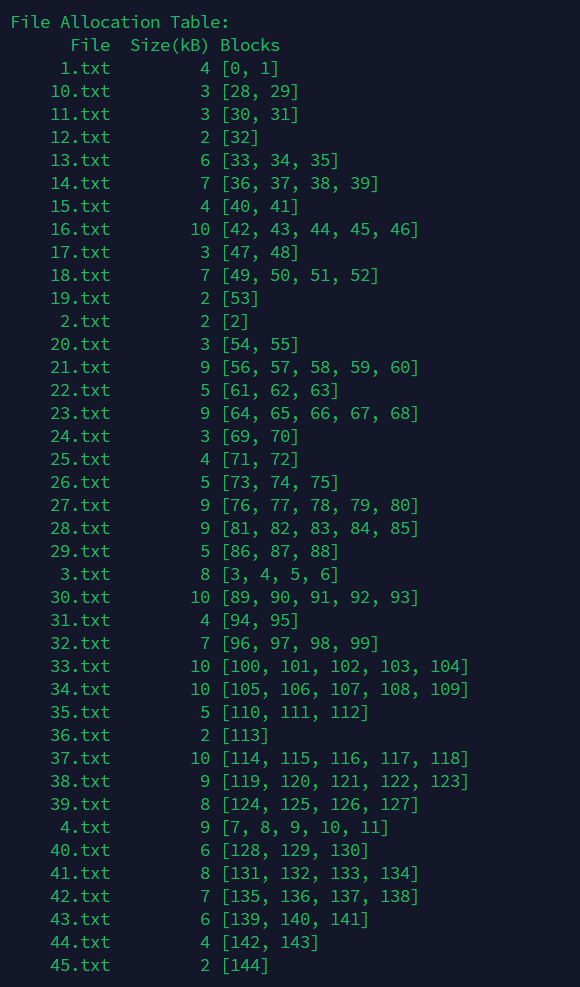 File Allocation Table:
File  Size(kB) Blocks
1.txt         4 [0, 1]
10.txt         3 [28, 29]
11.txt         3 [30, 31]
12.txt         2 [32]
13.txt         6 [33, 34, 35]
14.txt         7 [36, 37, 38, 39]
15.txt         4 [40, 41]
16.txt        10 [42, 43, 44, 45, 46]
17.txt         3 [47, 48]
18.txt         7 [49, 50, 51, 52]
19.txt         2 [53]
2.txt         2 [2]
20.txt         3 [54, 55]
21.txt         9 [56, 57, 58, 59, 60]
22.txt         5 [61, 62, 63]
23.txt         9 [64, 65, 66, 67, 68]
24.txt         3 [69, 70]
25.txt         4 [71, 72]
26.txt         5 [73, 74, 75]
27.txt         9 [76, 77, 78, 79, 80]
28.txt         9 [81, 82, 83, 84, 85]
29.txt         5 [86, 87, 88]
3.txt         8 [3, 4, 5, 6]
30.txt        10 [89, 90, 91, 92, 93]
31.txt         4 [94, 95]
32.txt         7 [96, 97, 98, 99]
33.txt        10 [100, 101, 102, 103, 104]
34.txt        10 [105, 106, 107, 108, 109]
35.txt         5 [110, 111, 112]
36.txt         2 [113]
37.txt        10 [114, 115, 116, 117, 118]
38.txt         9 [119, 120, 121, 122, 123]
39.txt         8 [124, 125, 126, 127]
4.txt         9 [7, 8, 9, 10, 11]
40.txt         6 [128, 129, 130]
41.txt         8 [131, 132, 133, 134]
42.txt         7 [135, 136, 137, 138]
43.txt         6 [139, 140, 141]
44.txt         4 [142, 143]
45.txt         2 [144]